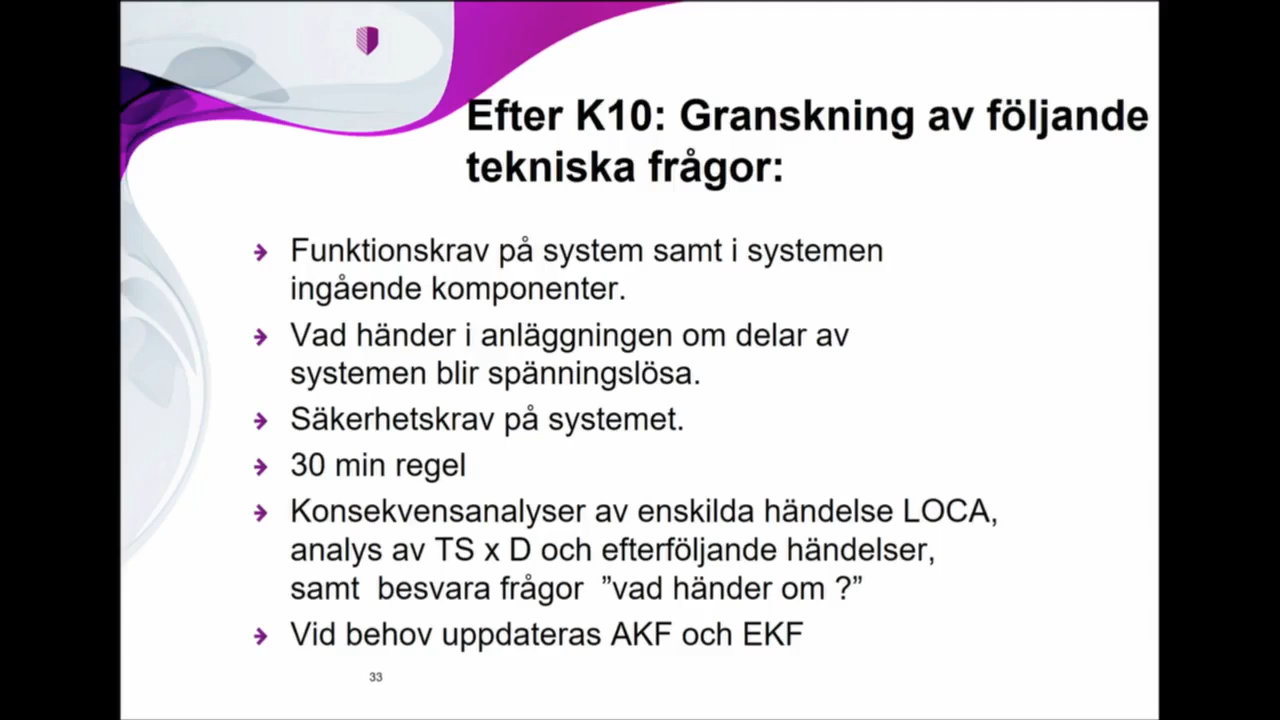 Efter K10: Granskning av följande
tekniska frågor:
Funktionskrav på system samt i systemen
ingående komponenter.
Vad händer i anläggningen om delar av
systemen blir spänningslösa.
Säkerhetskrav på systemet.
30 min regel
Konsekvensanalyser av enskilda händelse LOCA,
analys av TS x D och efterföljande händelser,
samt  besvara frågor  ”vad händer om ?”
Vid behov uppdateras AKF och EKF
33